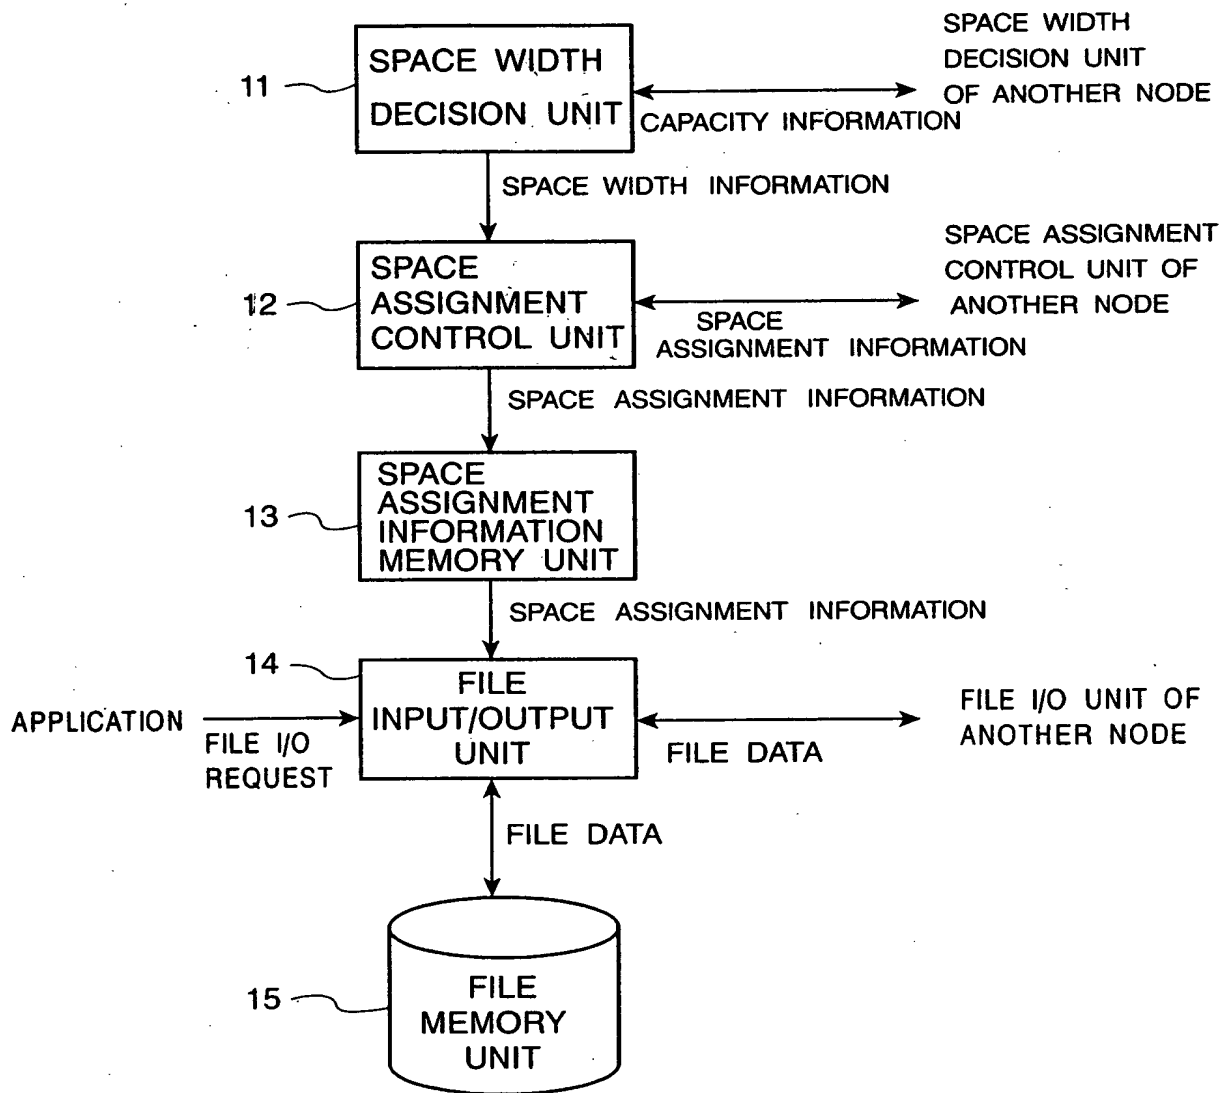 11
SPACE WIDTH
DECISION UNIT
SPACE WIDTH
DECISION UNIT
OF ANOTHER NODE
CAPACITY INFORMATION
SPACE WIDTH INFORMATION
12
SPACE
ASSIGNMENT
CONTROL UNIT
SPACE ASSIGNMENT
CONTROL UNIT OF
ANOTHER NODE
SPACE
ASSIGNMENT INFORMATION
SPACE ASSIGNMENT INFORMATION
13
SPACE
ASSIGNMENT
INFORMATION
MEMORY UNIT
SPACE ASSIGNMENT INFORMATION
14
FILE
INPUT/OUTPUT
UNIT
APPLICATION
FILE I/O
REQUEST
FILE I/O UNIT OF
ANOTHER NODE
FILE DATA
FILE DATA
15
FILE
MEMORY
UNIT